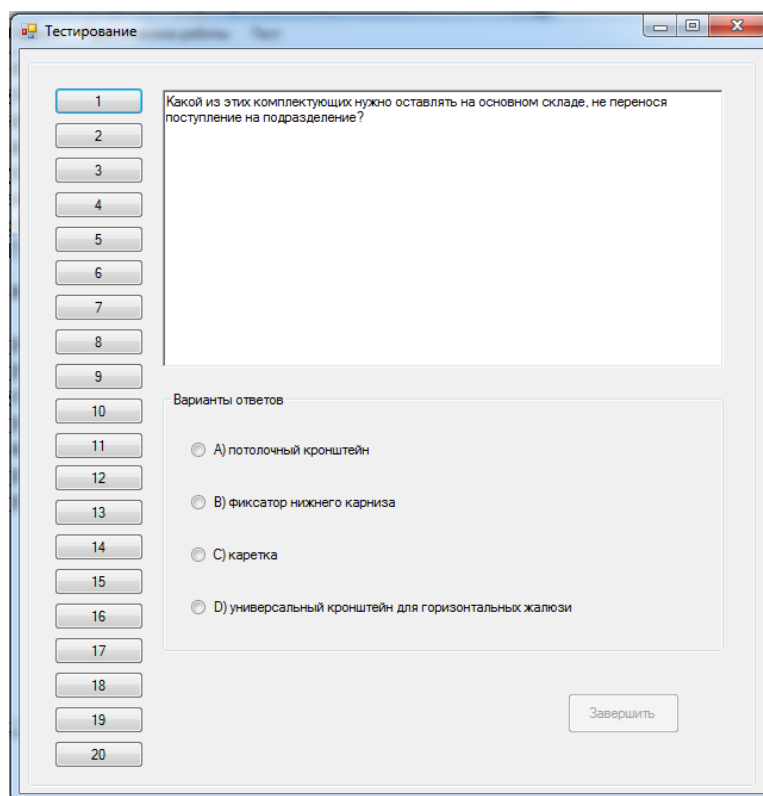 Тестирование
Тест
1
2
3
4
5
6
7
8
9
10
11
12
13
14
15
16
17
18
19
20
Какой из этих комплектующих нужно оставлять на основном складе, не перенося
поступление на подразделение?
Варианты ответов
A) потолочный кронштейн
B) фиксатор нижнего карниза
C) каретка
D) универсальный кронштейн для горизонтальных жалюзи
Завершить